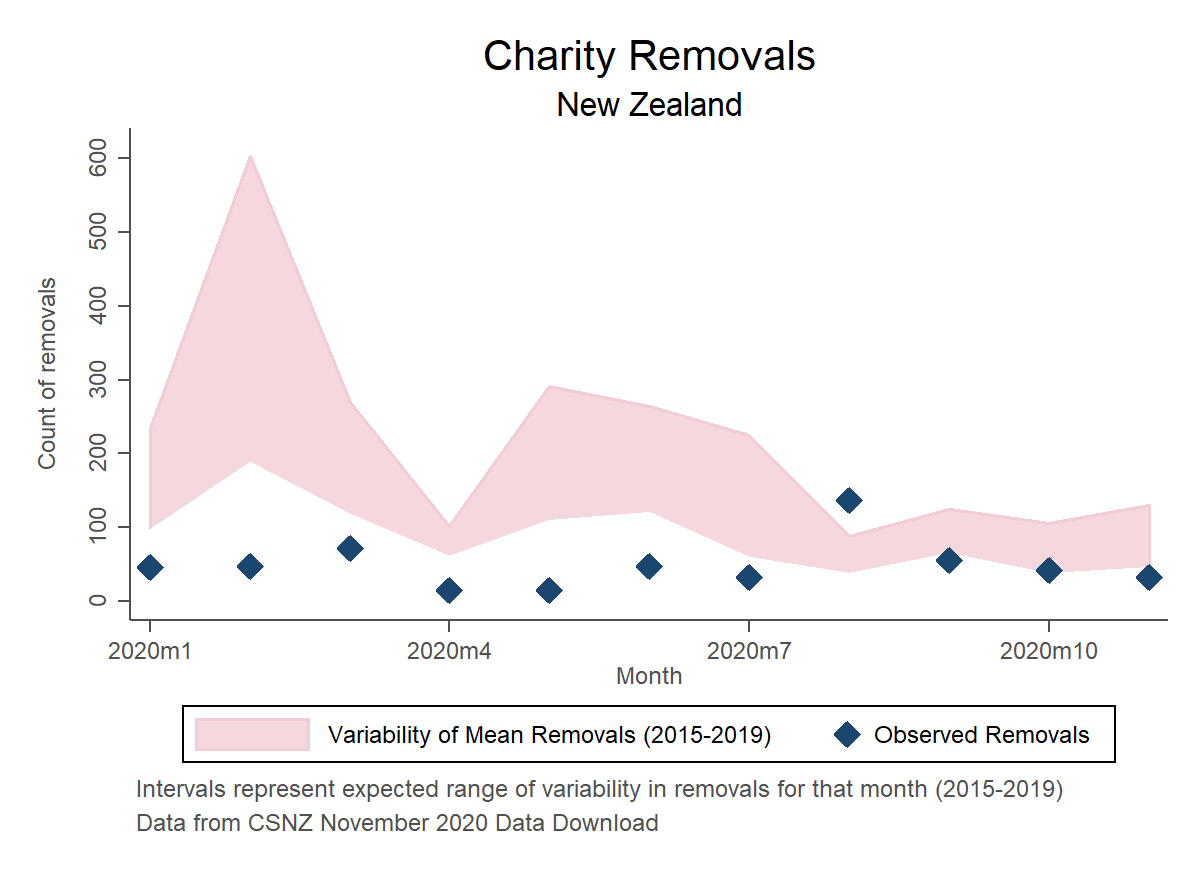 Charity Removals
New Zealand
Count of removals
600
500
400
300
200
100
0
2020m1 2020m4 2020m7 2020m10
Month
Variability of Mean Removals (2015-2019) Observed Removals
Intervals represent expected range of variability in removals for that month (2015-2019)
Data from CSNZ November 2020 Data Download